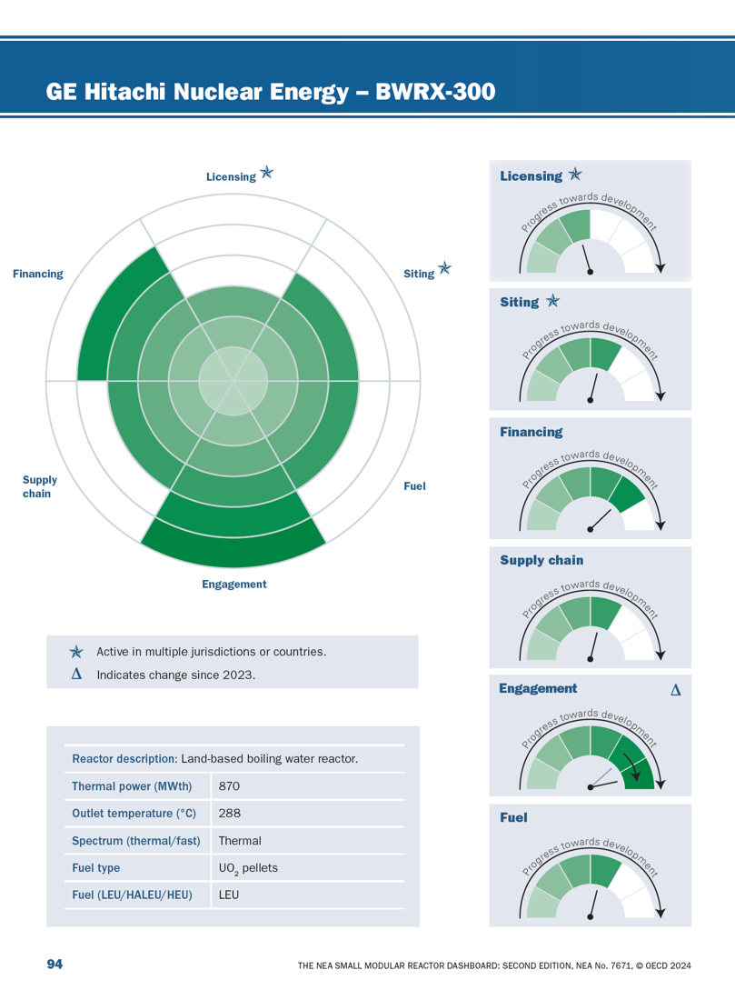 GE Hitachi Nuclear Energy – BWRX-300
Licensing
Financing
Siting
Supply
chain
Fuel
Engagement
Active in multiple jurisdictions or countries.
Δ Indicates change since 2023.
Reactor description: Land-based boiling water reactor.
Thermal power (MWth) 870
Outlet temperature (°C) 288
Spectrum (thermal/fast) Thermal
Fuel type UO2 pellets
Fuel (LEU/HALEU/HEU) LEU
Licensing
Progress towards development
Siting
Progress towards development
Financing
Progress towards development
Supply chain
Progress towards development
Engagement Δ
Progress towards development
Fuel
Progress towards development
94
THE NEA SMALL MODULAR REACTOR DASHBOARD: SECOND EDITION, NEA No. 7671, © OECD 2024